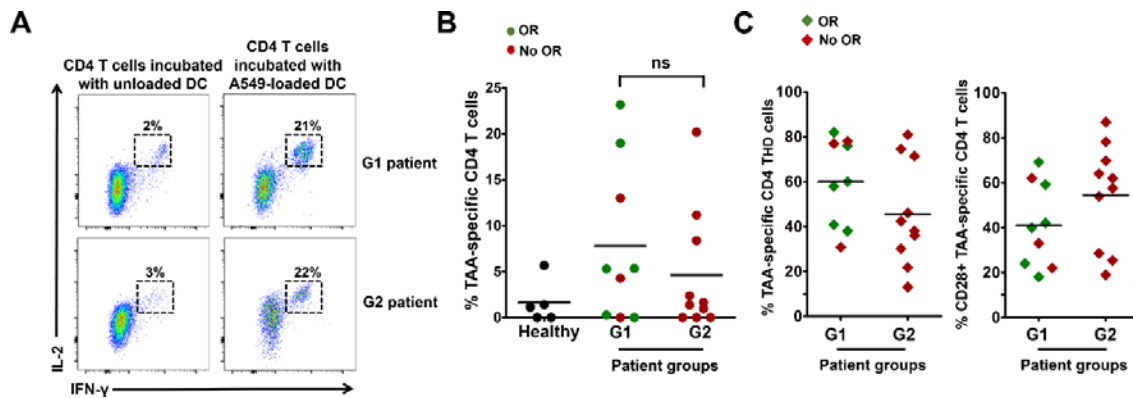 A
CD4 T cells incubated
with unloaded DC
CD4 T cells
incubated with
A549-loaded DC
2%
21%
G1 patient
3%
22%
G2 patient
IL-2
IFN-γ
B
OR
No OR
ns
% TAA-specific CD4 T cells
25
20
15
10
5
0
Healthy
G1
G2
Patient groups
C
OR
No OR
% TAA-specific CD4 THD cells
100
80
60
40
20
0
G1
G2
Patient groups
% CD28+ TAA-specific CD4 T cells
100
80
60
40
20
0
G1
G2
Patient groups